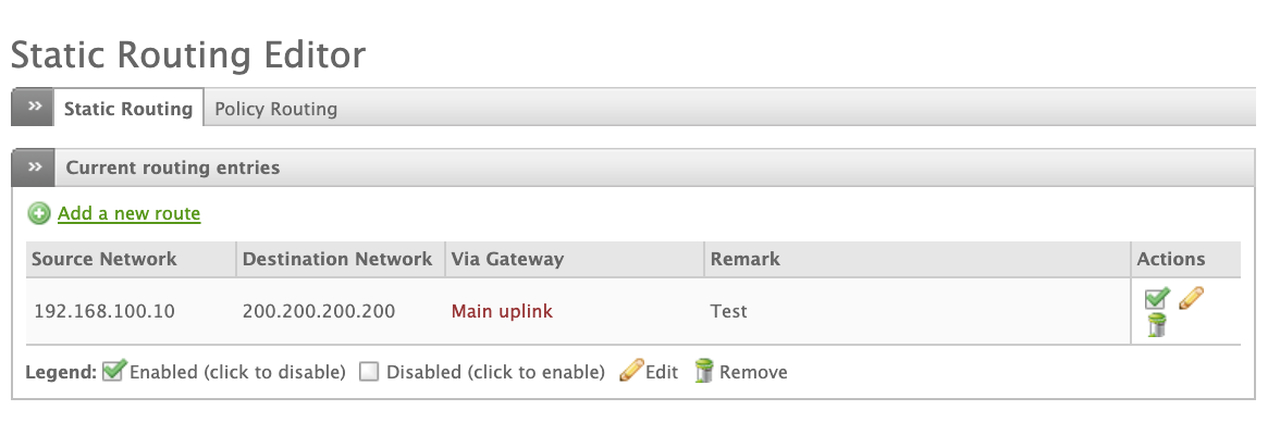 Static Routing Editor
» Static Routing Policy Routing
» Current routing entries
Add a new route
Source Network Destination Network Via Gateway Remark Actions
192.168.100.10 200.200.200.200 Main uplink Test
Legend: Enabled (click to disable) Disabled (click to enable) Edit Remove